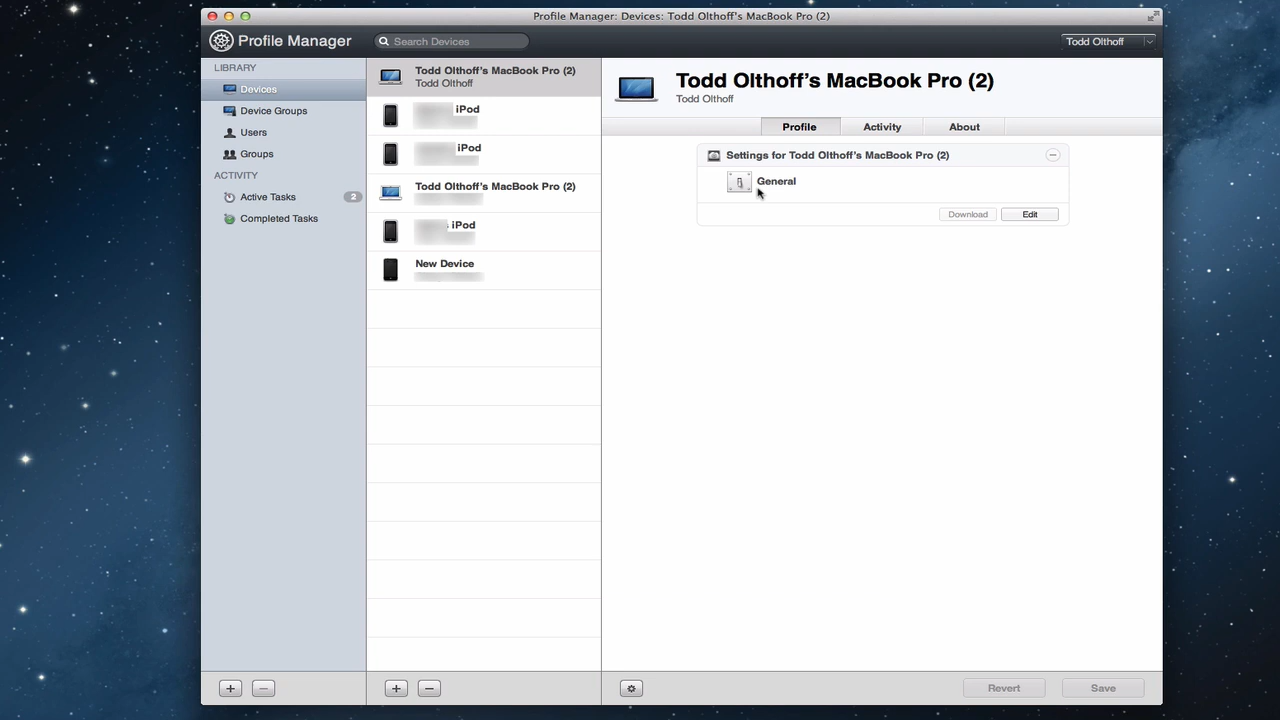 Profile Manager: Devices: Todd Olthoff's MacBook Pro (2)
Profile Manager
Search Devices
Todd Olthoff
LIBRARY
Devices
Device Groups
Users
Groups
ACTIVITY
Active Tasks
2
Completed Tasks
Todd Olthoff's MacBook Pro (2)
Todd Olthoff
iPod
iPod
Todd Olthoff's MacBook Pro (2)
iPod
New Device
Todd Olthoff's MacBook Pro (2)
Todd Olthoff
Profile
Activity
About
Settings for Todd Olthoff's MacBook Pro (2)
General
Download
Edit
Revert
Save